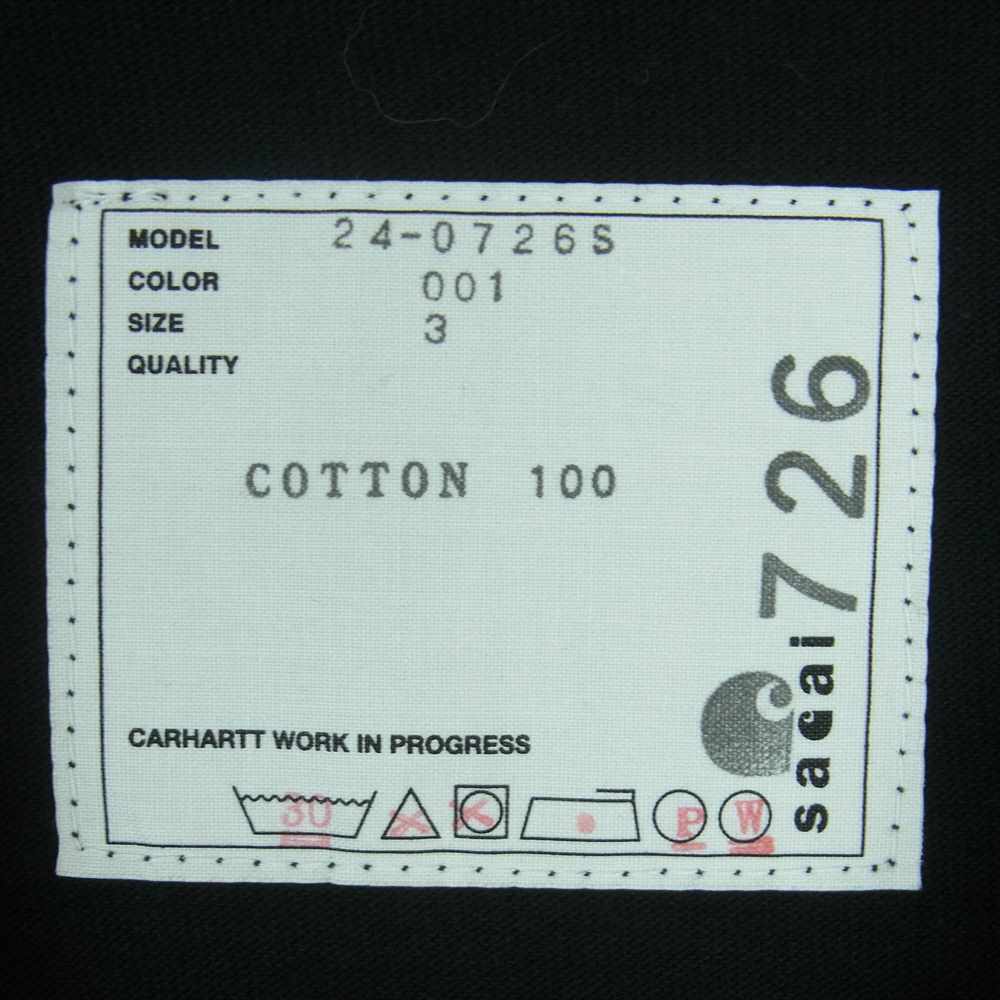 MODEL 24-0726S
COLOR 001
SIZE 3
QUALITY
COTTON 100
CARHARTT WORK IN PROGRESS
30 P W
sacai 726